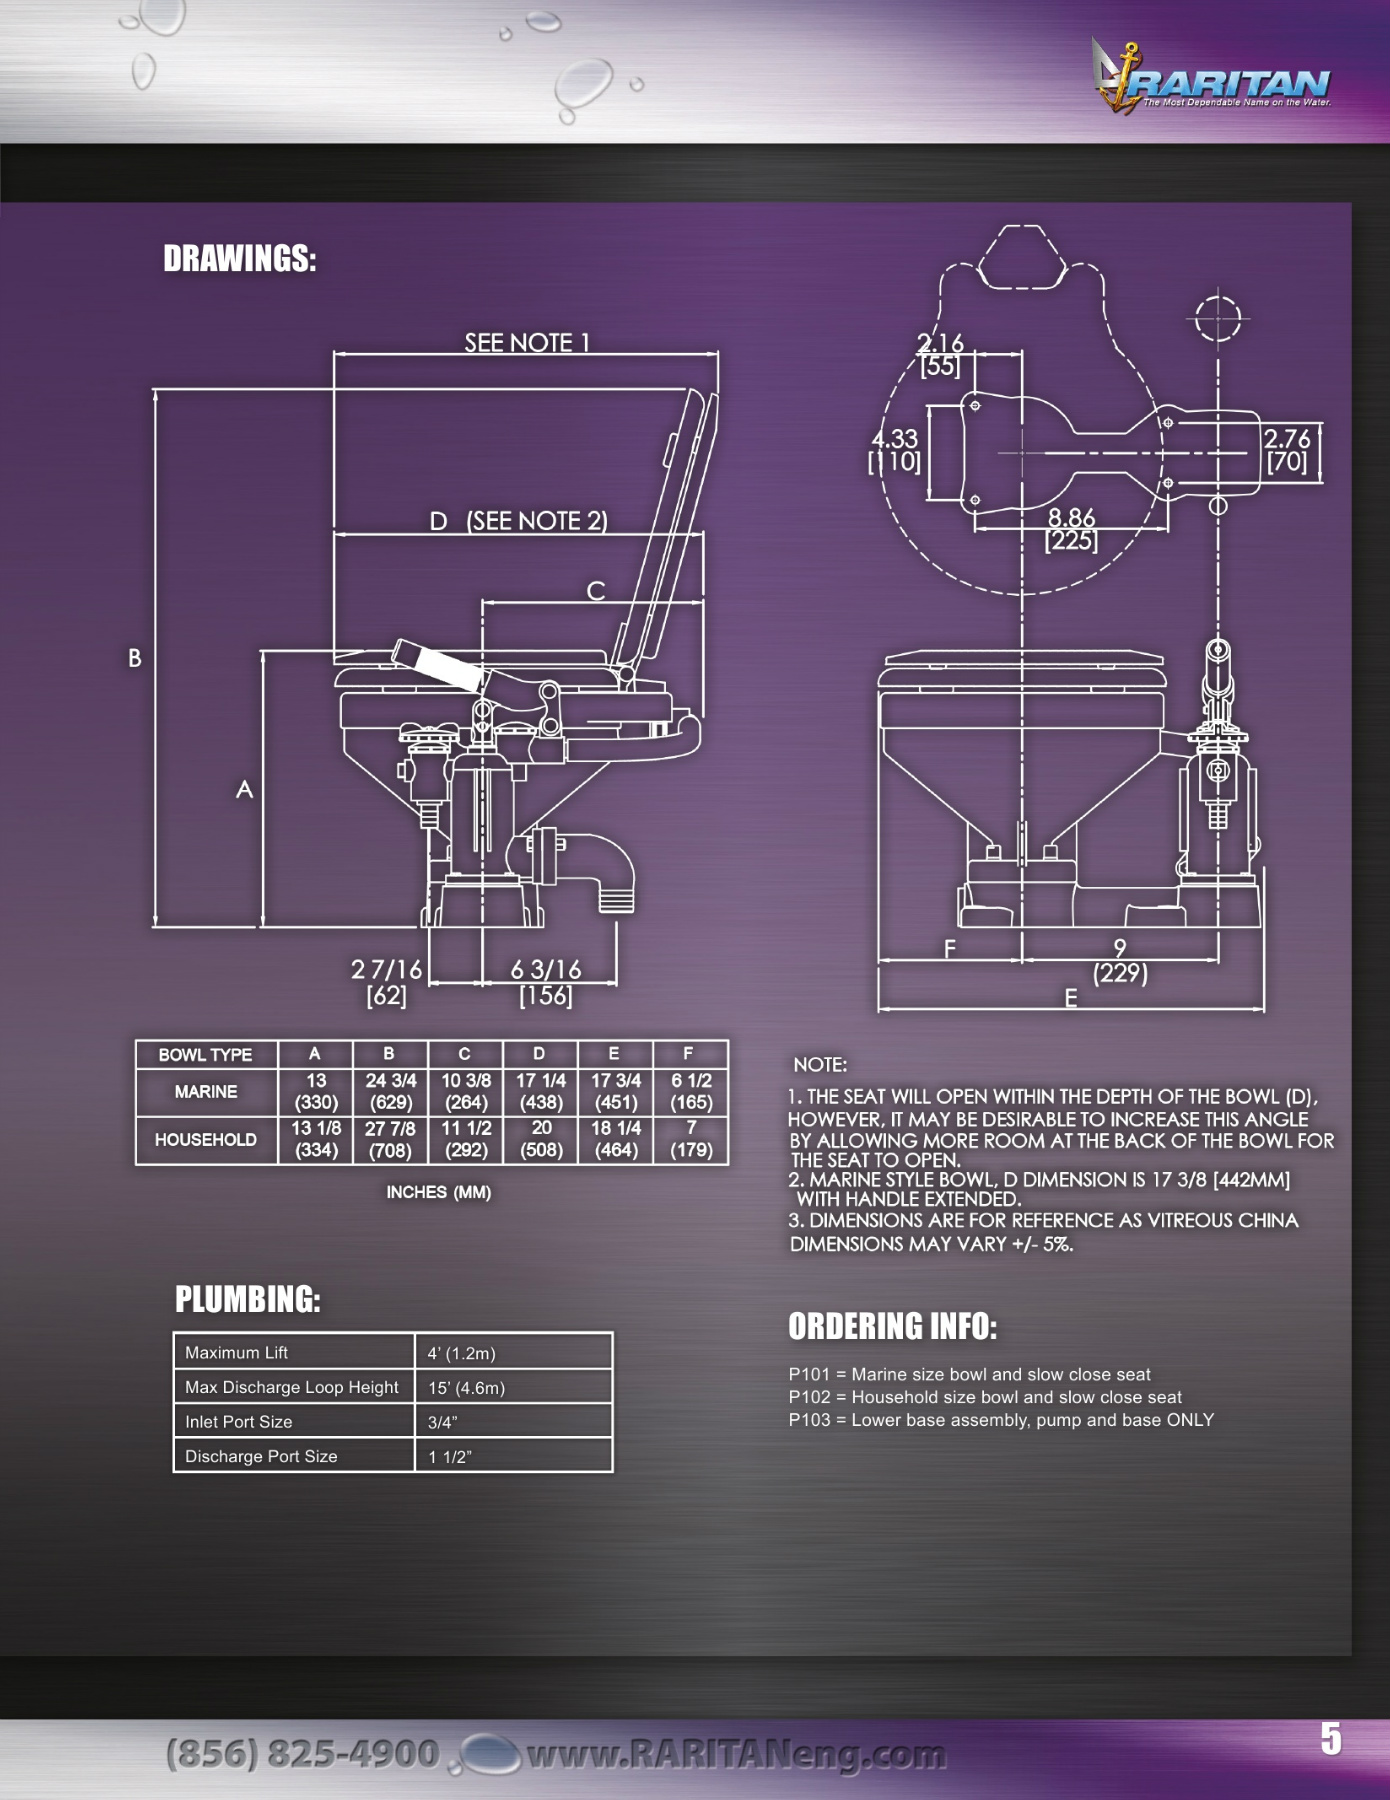 RARITAN
The Most Dependable Name on the Water.
DRAWINGS:
SEE NOTE 1
D (SEE NOTE 2)
C
B
A
2 7/16
[62]
6 3/16
[156]
2.16
[55]
4.33
[110]
2.76
[70]
8.86
[225]
F
9
(229)
E
BOWL TYPE A B C D E F
MARINE 13 (330) 24 3/4 (629) 10 3/8 (264) 17 1/4 (438) 17 3/4 (451) 6 1/2 (165)
HOUSEHOLD 13 1/8 (334) 27 7/8 (708) 11 1/2 (292) 20 (508) 18 1/4 (464) 7 (179)
INCHES (MM)
NOTE:
1. THE SEAT WILL OPEN WITHIN THE DEPTH OF THE BOWL (D),
HOWEVER, IT MAY BE DESIRABLE TO INCREASE THIS ANGLE
BY ALLOWING MORE ROOM AT THE BACK OF THE BOWL FOR
THE SEAT TO OPEN.
2. MARINE STYLE BOWL, D DIMENSION IS 17 3/8 [442MM]
WITH HANDLE EXTENDED.
3. DIMENSIONS ARE FOR REFERENCE AS VITREOUS CHINA
DIMENSIONS MAY VARY +/- 5%.
PLUMBING:
Maximum Lift 4' (1.2m)
Max Discharge Loop Height 15' (4.6m)
Inlet Port Size 3/4”
Discharge Port Size 1 1/2”
ORDERING INFO:
P101 = Marine size bowl and slow close seat
P102 = Household size bowl and slow close seat
P103 = Lower base assembly, pump and base ONLY
(856) 825-4900 www.RARITANeng.com
5